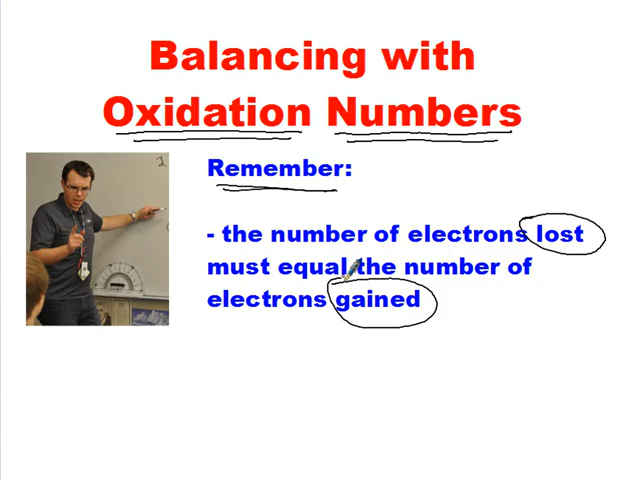 Balancing with
Oxidation Numbers
Remember:
- the number of electrons lost
must equal the number of
electrons gained